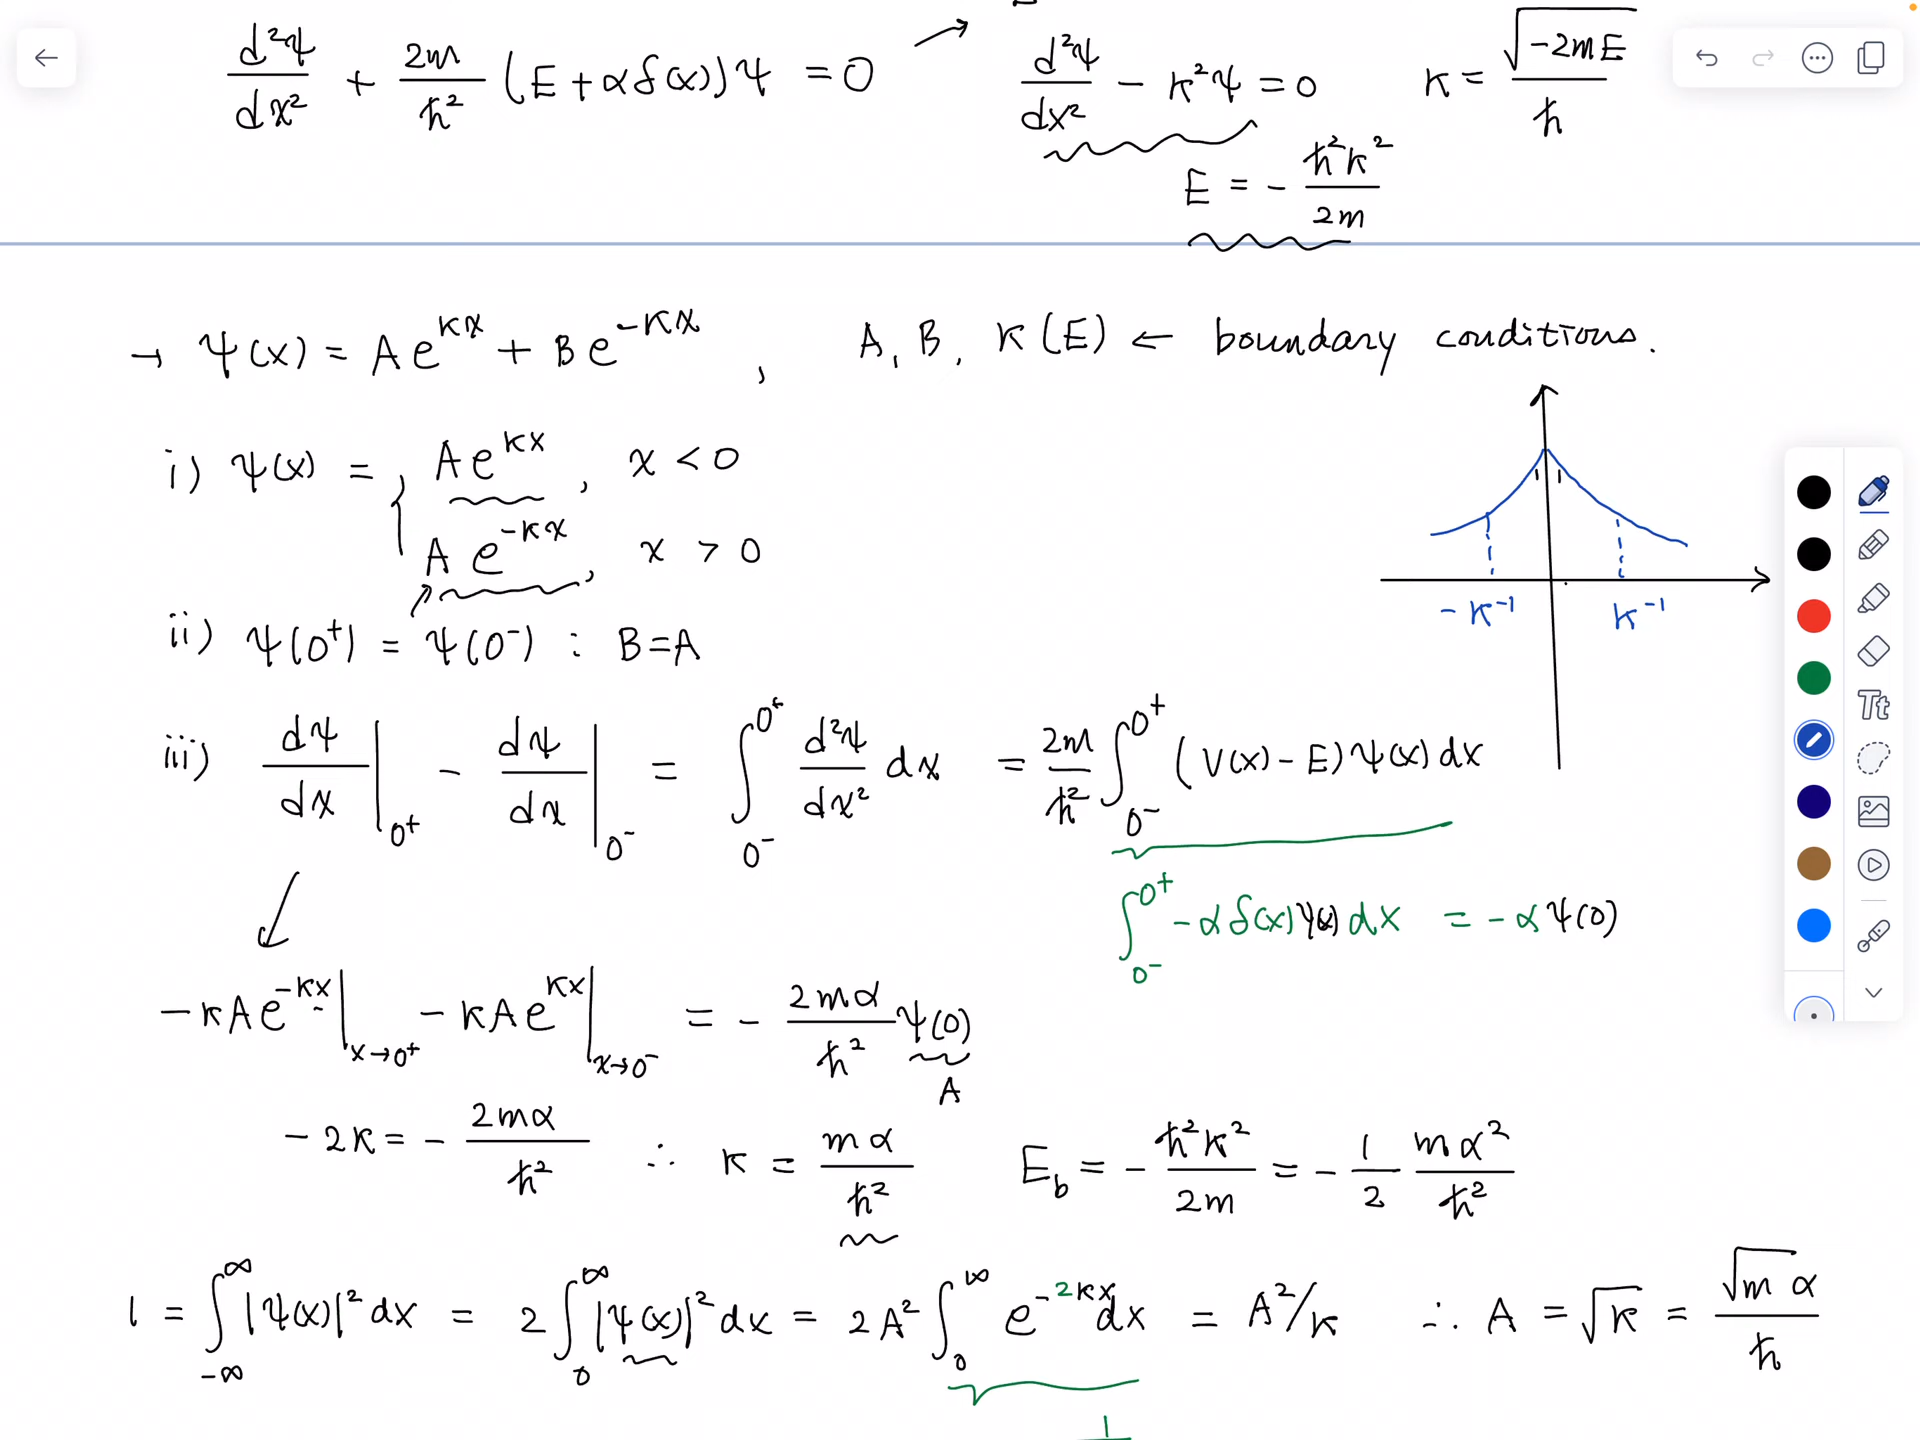 d²ψ/dx² + 2m/ħ² (E + αδ(x))ψ = 0 ↗ d²ψ/dx² − κ²ψ = 0 κ = √(−2mE)/ħ
E = − ħ²κ²/2m
→ ψ(x) = Ae^{κx} + Be^{−κx} , A, B, κ(E) ← boundary conditions.
i) ψ(x) = { Ae^{κx} , x < 0
Ae^{−κx} , x > 0
−κ⁻¹ κ⁻¹
ii) ψ(0⁺) = ψ(0⁻) : B=A
iii) dψ/dx|_{0⁺} − dψ/dx|_{0⁻} = ∫_{0⁻}^{0⁺} d²ψ/dx² dx = 2m/ħ² ∫_{0⁻}^{0⁺} (V(x) − E)ψ(x)dx
∫_{0⁻}^{0⁺} −αδ(x)ψ(x)dx = −αψ(0)
−κAe^{−κx}|_{x→0⁺} − κAe^{κx}|_{x→0⁻} = − 2mα/ħ² ψ(0)
A
−2κ = − 2mα/ħ² ∴ κ = mα/ħ² E_b = − ħ²κ²/2m = − 1/2 mα²/ħ²
1 = ∫_{−∞}^{∞} |ψ(x)|² dx = 2∫_0^∞ |ψ(x)|² dx = 2A² ∫_0^∞ e^{−2κx} dx = A²/κ ∴ A = √κ = √m α/ħ
1
Tt